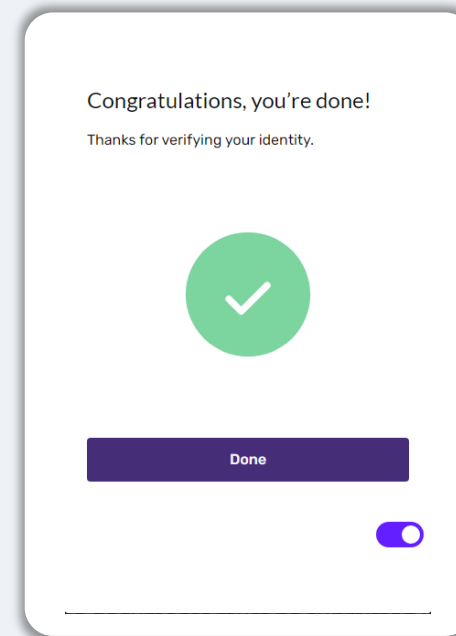 Congratulations, you’re done!
Thanks for verifying your identity.
Done